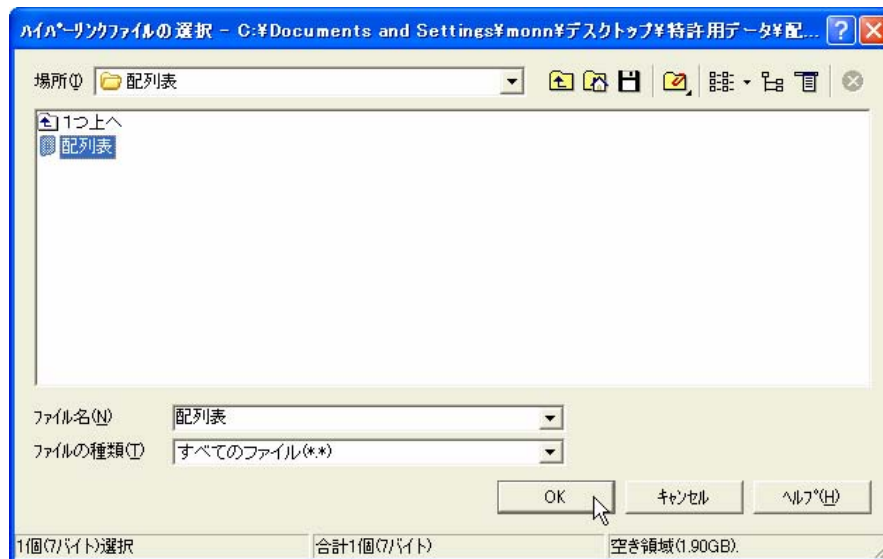 ハイパーリンクファイルの選択 - C:¥Documents and Settings¥monn¥デスクトップ¥特許用データ¥配...
場所(I) 配列表
1つ上へ
配列表
ファイル名(N) 配列表
ファイルの種類(T) すべてのファイル(*.*)
OK キャンセル ヘルプ(H)
1個(7バイト)選択 合計1個(7バイト) 空き領域(1.90GB).